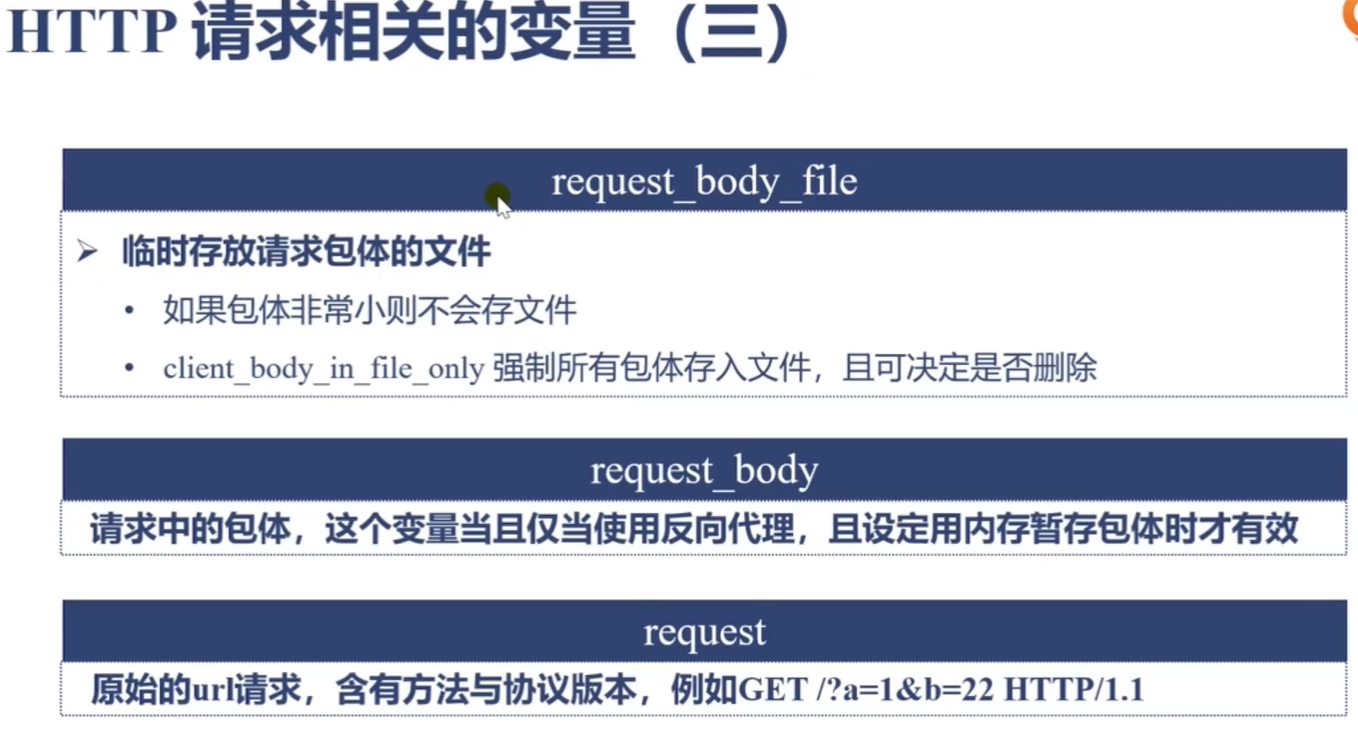 HTTP 请求相关的变量（三）
request_body_file
➢ 临时存放请求包体的文件
• 如果包体非常小则不会存文件
• client_body_in_file_only 强制所有包体存入文件，且可决定是否删除
request_body
请求中的包体，这个变量当且仅当使用反向代理，且设定用内存暂存包体时才有效
request
原始的url请求，含有方法与协议版本，例如GET /?a=1&b=22 HTTP/1.1